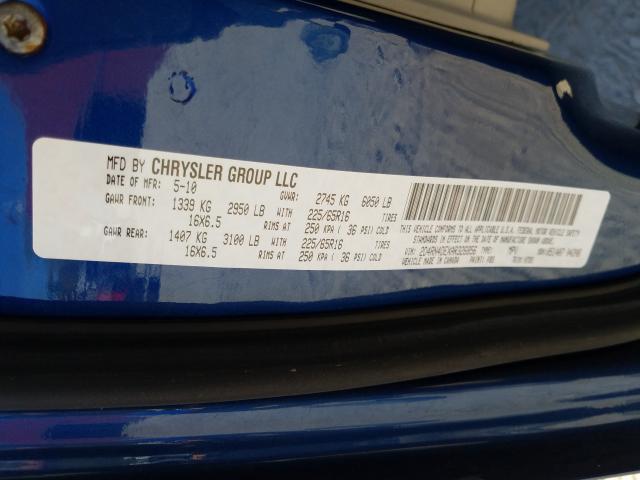 MFD BY CHRYSLER GROUP LLC
DATE OF MFR: 5-10 GVWR: 2745 KG 6050 LB
GAWR FRONT: 1339 KG 2950 LB WITH 225/65R16 TIRES
16X6.5 RIMS AT 250 KPA ( 36 PSI) COLD
GAWR REAR: 1407 KG 3100 LB WITH 225/65R16 TIRES
16X6.5 RIMS AT 250 KPA ( 36 PSI) COLD
THIS VEHICLE CONFORMS TO ALL APPLICABLE U.S.A. FEDERAL MOTOR VEHICLE SAFETY
STANDARDS IN EFFECT ON THE DATE OF MANUFACTURE SHOWN ABOVE.
VIN: TYPE: MPV
VEHICLE MADE IN CANADA PAINT: